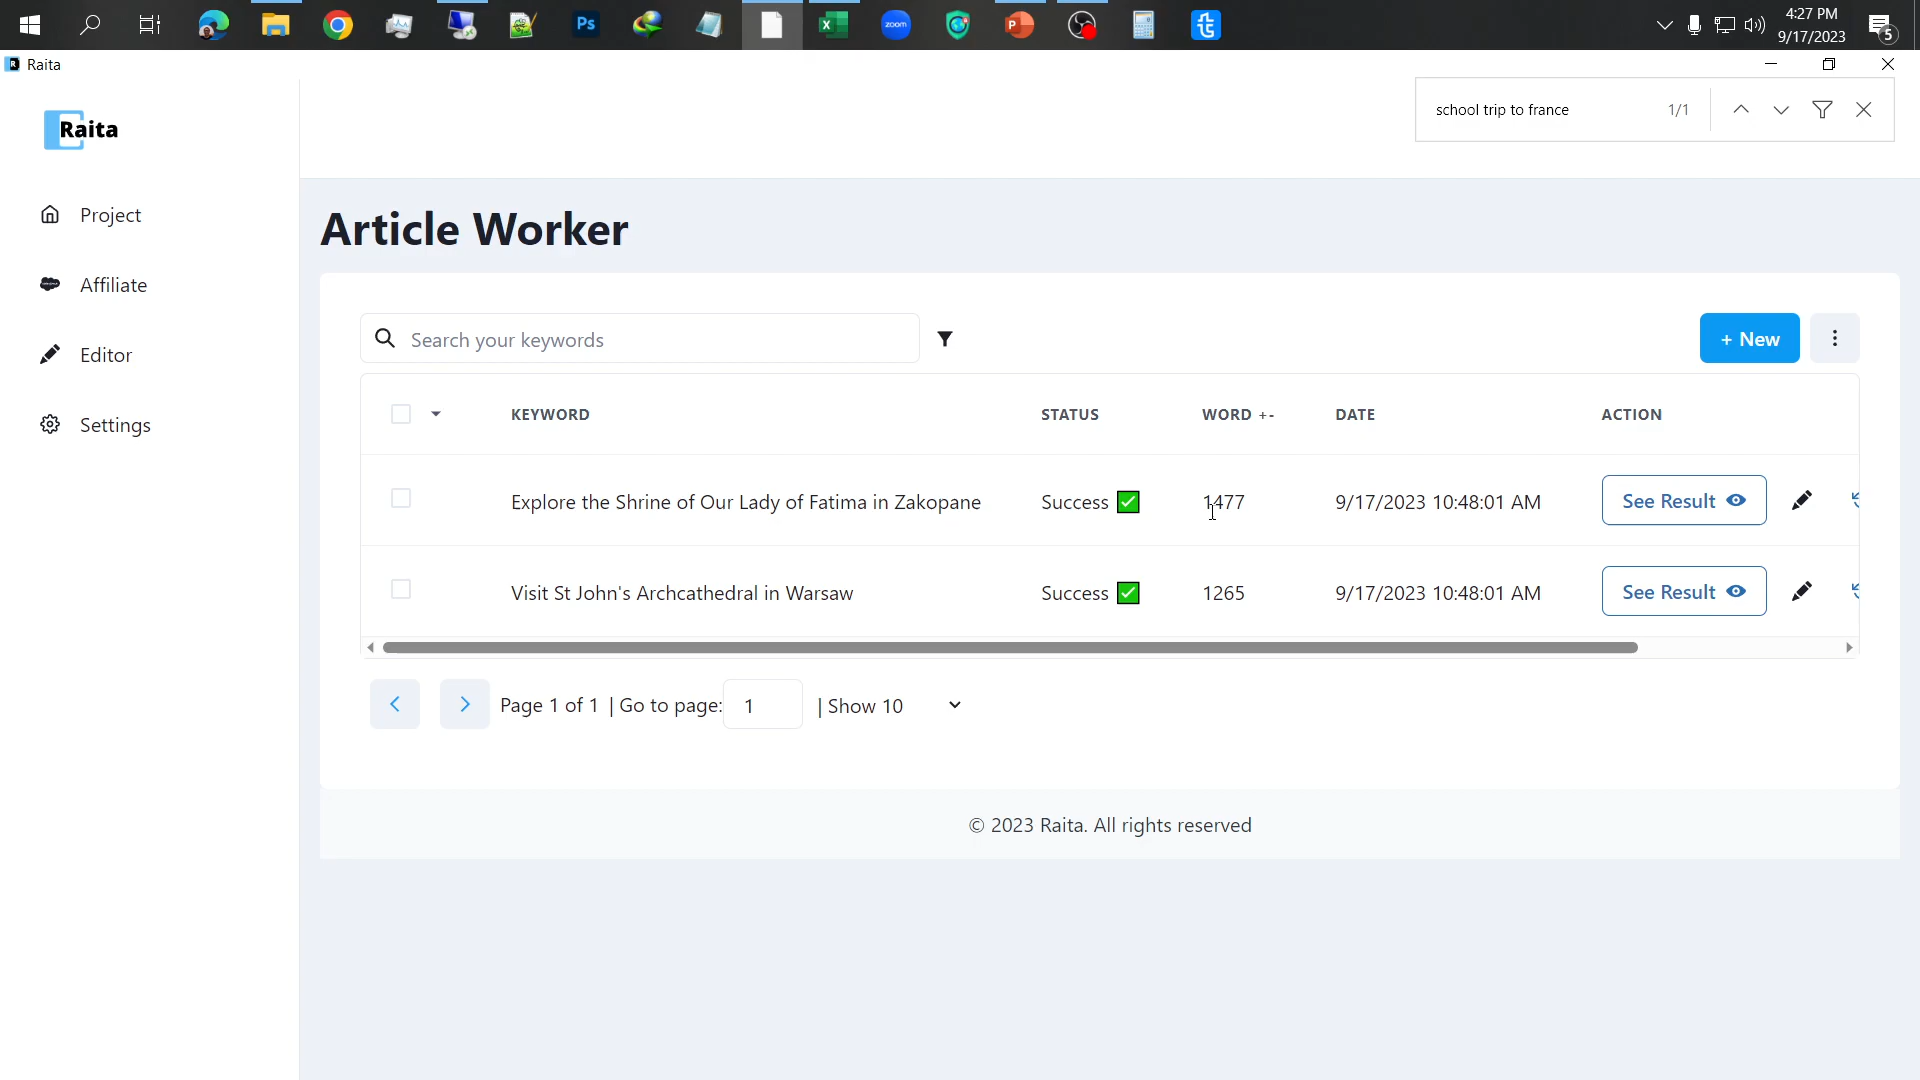 Ps
zoom
4:27 PM
9/17/2023
5
Raita
school trip to france 1/1
Raita
Project
Affiliate
Editor
Settings
Article Worker
Search your keywords
+ New
KEYWORD STATUS WORD +- DATE ACTION
Explore the Shrine of Our Lady of Fatima in Zakopane Success 1477 9/17/2023 10:48:01 AM See Result
Visit St John's Archcathedral in Warsaw Success 1265 9/17/2023 10:48:01 AM See Result
Page 1 of 1 | Go to page: 1 | Show 10
© 2023 Raita. All rights reserved